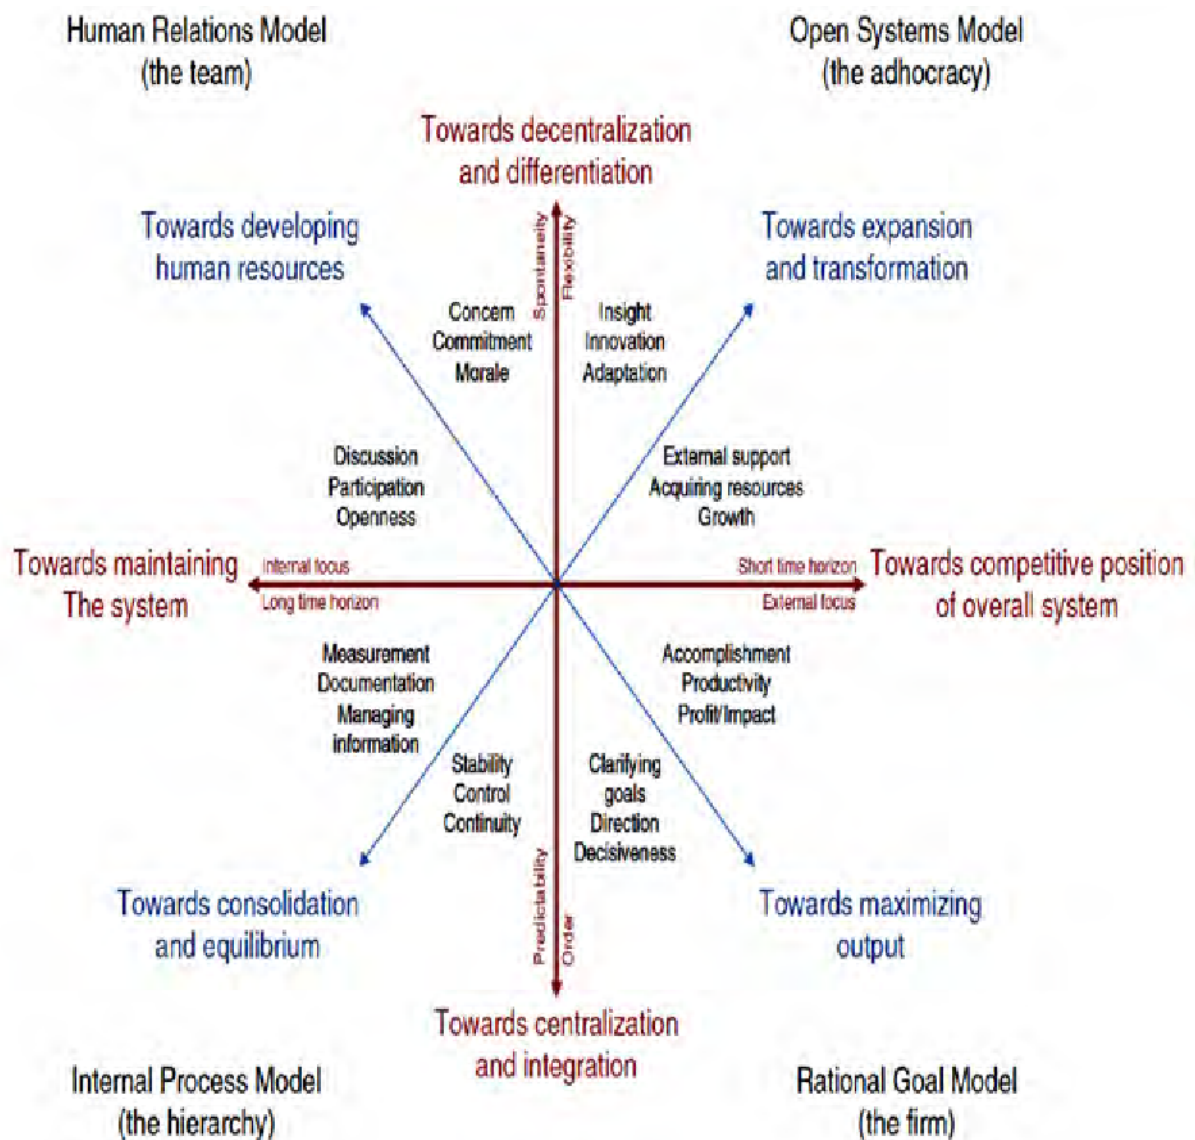 Human Relations Model
(the team)
Open Systems Model
(the adhocracy)
Towards decentralization
and differentiation
Towards developing
human resources
Towards expansion
and transformation
Spontaneity
Flexibility
Concern
Commitment
Morale
Insight
Innovation
Adaptation
Discussion
Participation
Openness
External support
Acquiring resources
Growth
Towards maintaining
The system
Internal focus
Long time horizon
Short time horizon
External focus
Towards competitive position
of overall system
Measurement
Documentation
Managing
information
Accomplishment
Productivity
Profit/Impact
Stability
Control
Continuity
Clarifying
goals
Direction
Decisiveness
Predictability
Order
Towards consolidation
and equilibrium
Towards maximizing
output
Towards centralization
and integration
Internal Process Model
(the hierarchy)
Rational Goal Model
(the firm)